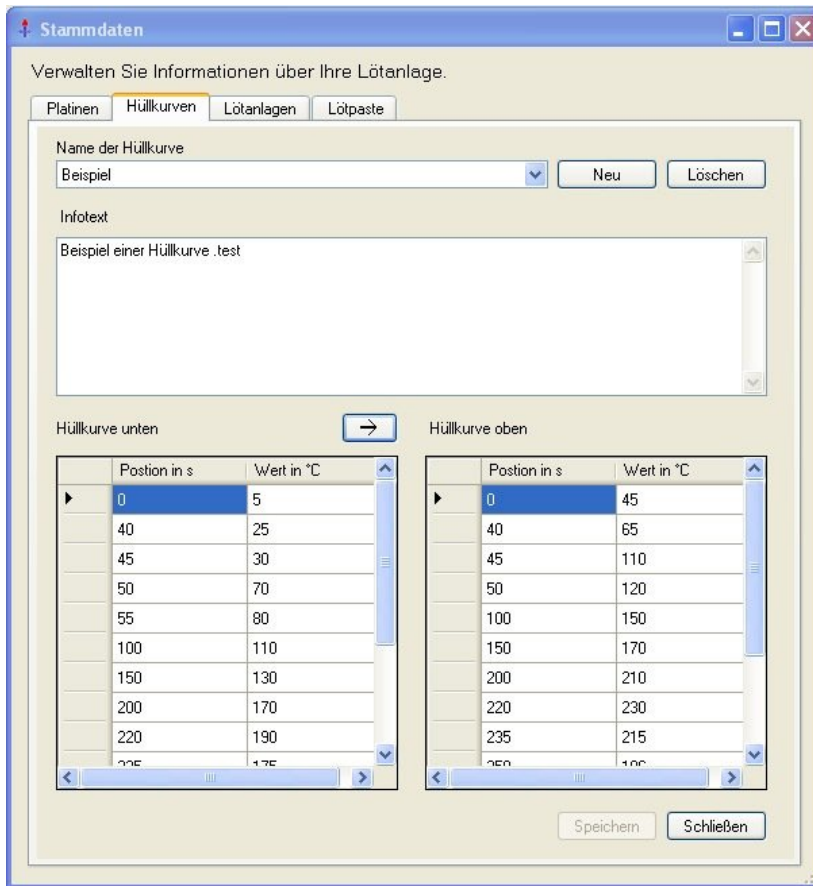 Stammdaten
Verwalten Sie Informationen über Ihre Lötanlage.
Platinen Hüllkurven Lötanlagen Lötpaste
Name der Hüllkurve
Beispiel Neu Löschen
Infotext
Beispiel einer Hüllkurve .test
Hüllkurve unten → Hüllkurve oben
Postion in s Wert in °C Postion in s Wert in °C
0 5 0 45
40 25 40 65
45 30 45 110
50 70 50 120
55 80 100 150
100 110 150 170
150 130 200 210
200 170 220 230
220 190 235 215
Speichern Schließen